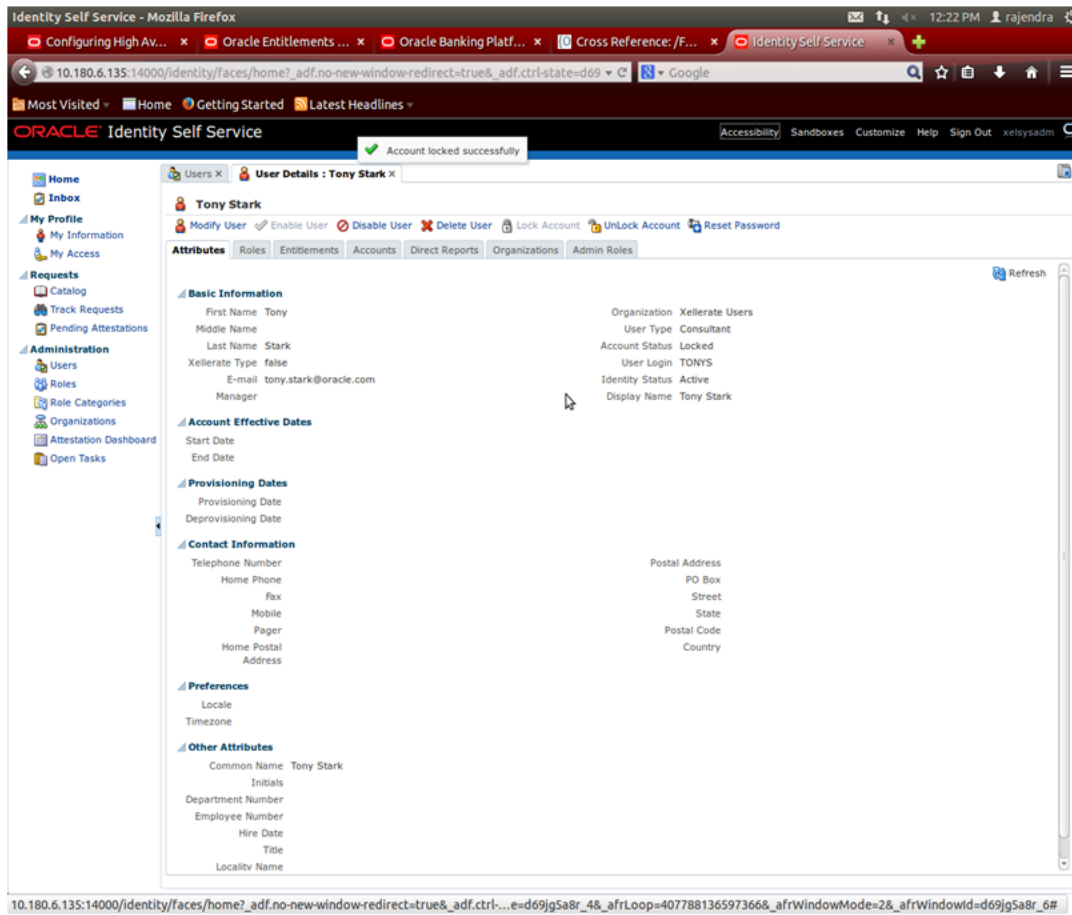 Identity Self Service - Mozilla Firefox
12:22 PM rajendra
Configuring High Av... × Oracle Entitlements ... × Oracle Banking Platf... × Cross Reference: /F... × Identity Self Service ×
10.180.6.135:14000/identity/faces/home?_adf.no-new-window-redirect=true&_adf.ctrl-state=d69 Google
Most Visited Home Getting Started Latest Headlines
ORACLE Identity Self Service
Accessibility Sandboxes Customize Help Sign Out xelsysadm
Account locked successfully
Home
Inbox
My Profile
My Information
My Access
Requests
Catalog
Track Requests
Pending Attestations
Administration
Users
Roles
Role Categories
Organizations
Attestation Dashboard
Open Tasks
Users × User Details : Tony Stark ×
Tony Stark
Modify User Enable User Disable User Delete User Lock Account UnLock Account Reset Password
Attributes Roles Entitlements Accounts Direct Reports Organizations Admin Roles
Refresh
Basic Information
First Name Tony
Middle Name
Last Name Stark
Xellerate Type false
E-mail tony.stark@oracle.com
Manager
Organization Xellerate Users
User Type Consultant
Account Status Locked
User Login TONYS
Identity Status Active
Display Name Tony Stark
Account Effective Dates
Start Date
End Date
Provisioning Dates
Provisioning Date
Deprovisioning Date
Contact Information
Telephone Number
Home Phone
Fax
Mobile
Pager
Home Postal
Address
Postal Address
PO Box
Street
State
Postal Code
Country
Preferences
Locale
Timezone
Other Attributes
Common Name Tony Stark
Initials
Department Number
Employee Number
Hire Date
Title
Locality Name
10.180.6.135:14000/identity/faces/home?_adf.no-new-window-redirect=true&_adf.ctrl-...e=d69jg5a8r_4&_afrLoop=407788136597366&_afrWindowMode=2&_afrWindowId=d69jg5a8r_6#